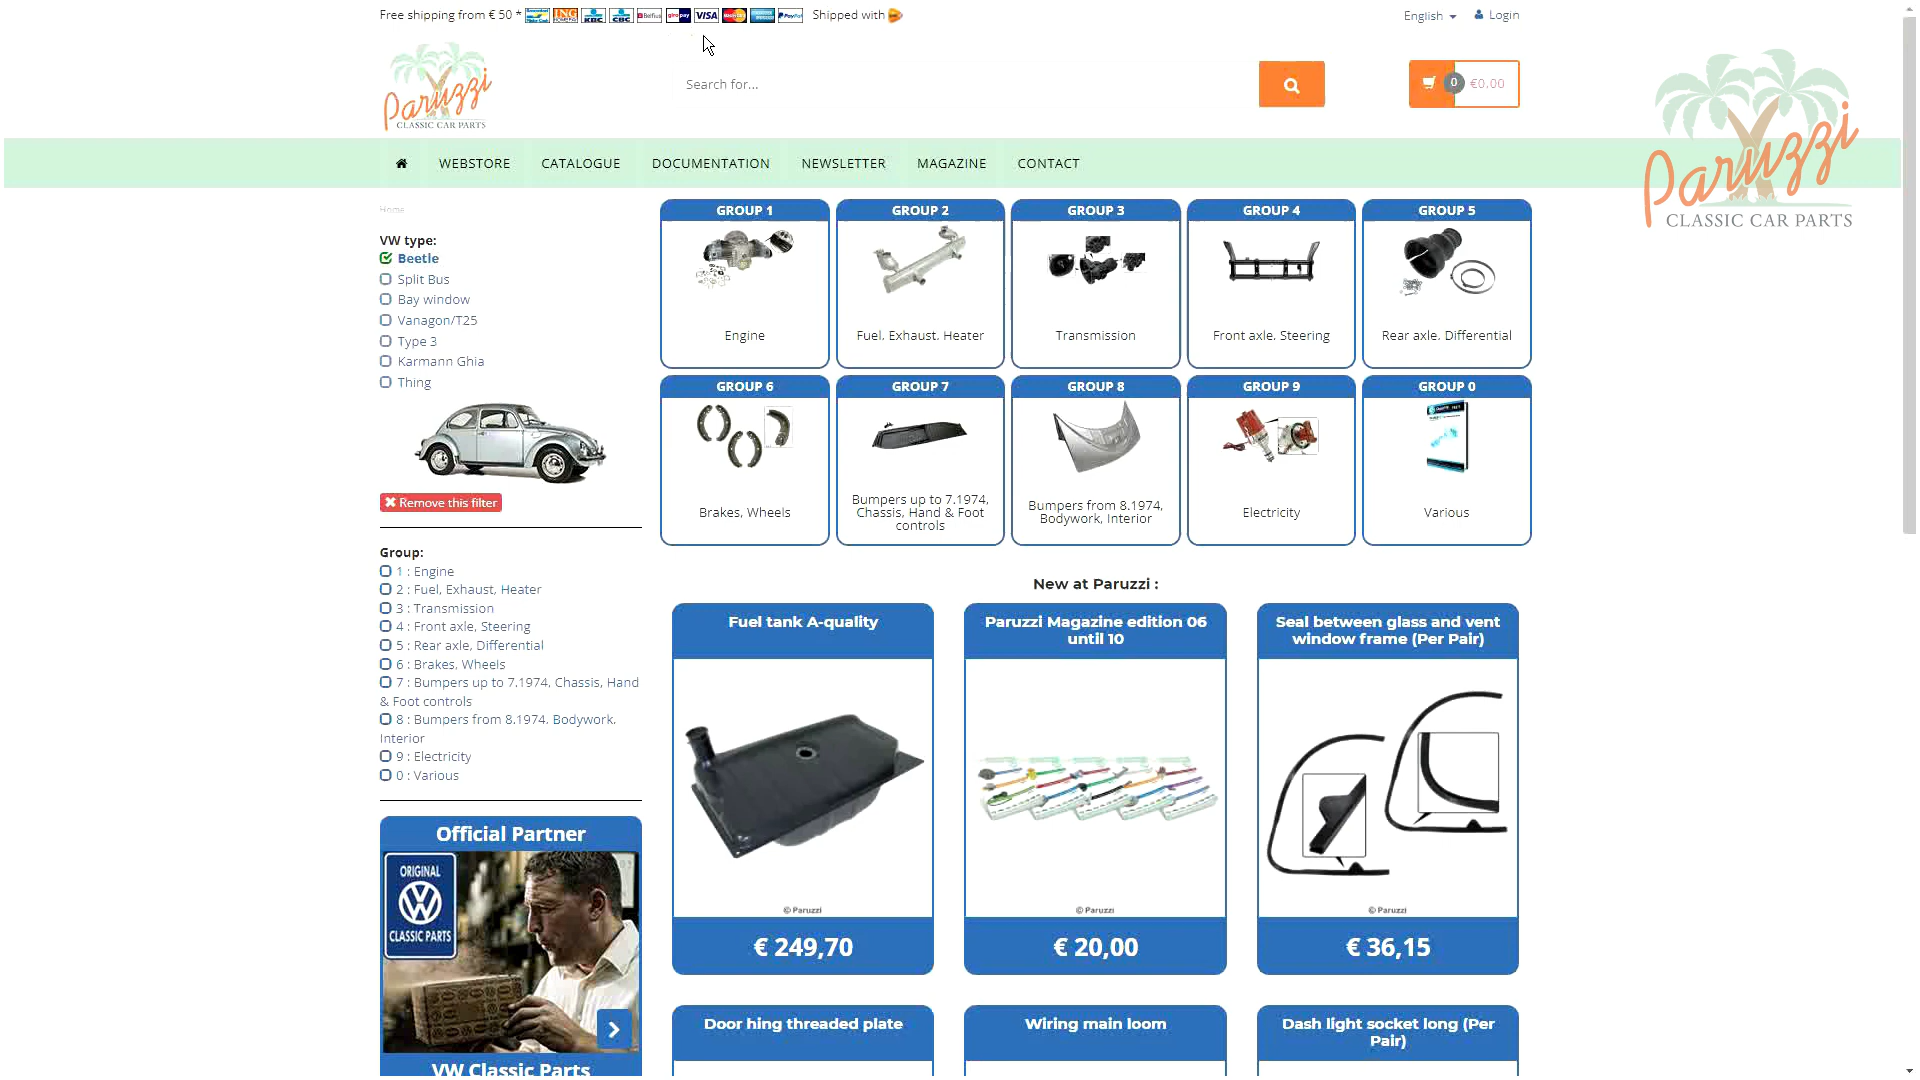 Free shipping from € 50 *
ING
KBC
CBC
Belfius
giropay
VISA
PayPal
Shipped with
English
Login
Paruzzi
CLASSIC CAR PARTS
Search for...
0
€0.00
Paruzzi
CLASSIC CAR PARTS
WEBSTORE
CATALOGUE
DOCUMENTATION
NEWSLETTER
MAGAZINE
CONTACT
Home
VW type:
Beetle
Split Bus
Bay window
Vanagon/T25
Type 3
Karmann Ghia
Thing
Remove this filter
Group:
1 : Engine
2 : Fuel, Exhaust, Heater
3 : Transmission
4 : Front axle, Steering
5 : Rear axle, Differential
6 : Brakes, Wheels
7 : Bumpers up to 7.1974, Chassis, Hand
& Foot controls
8 : Bumpers from 8.1974, Bodywork,
Interior
9 : Electricity
0 : Various
Official Partner
ORIGINAL
CLASSIC PARTS
VW Classic Parts
GROUP 1
Engine
GROUP 2
Fuel, Exhaust, Heater
GROUP 3
Transmission
GROUP 4
Front axle, Steering
GROUP 5
Rear axle, Differential
GROUP 6
Brakes, Wheels
GROUP 7
Bumpers up to 7.1974,
Chassis, Hand & Foot
controls
GROUP 8
Bumpers from 8.1974,
Bodywork, Interior
GROUP 9
Electricity
GROUP 0
Various
New at Paruzzi :
Fuel tank A-quality
© Paruzzi
€ 249,70
Paruzzi Magazine edition 06
until 10
© Paruzzi
€ 20,00
Seal between glass and vent
window frame (Per Pair)
© Paruzzi
€ 36,15
Door hing threaded plate
Wiring main loom
Dash light socket long (Per
Pair)